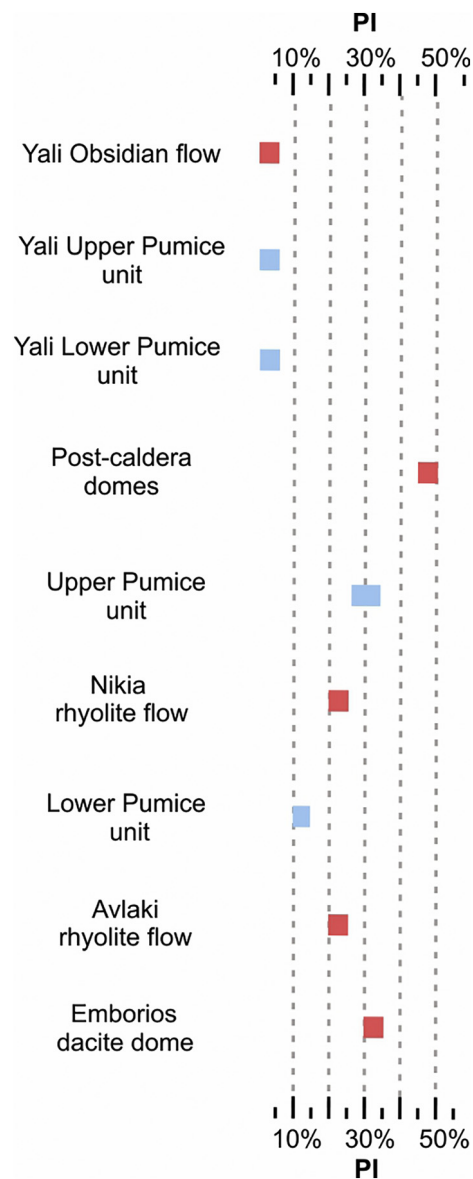 PI
10% 30% 50%
Yali Obsidian flow
Yali Upper Pumice
unit
Yali Lower Pumice
unit
Post-caldera
domes
Upper Pumice
unit
Nikia
rhyolite flow
Lower Pumice
unit
Avlaki
rhyolite flow
Emborios
dacite dome
10% 30% 50%
PI